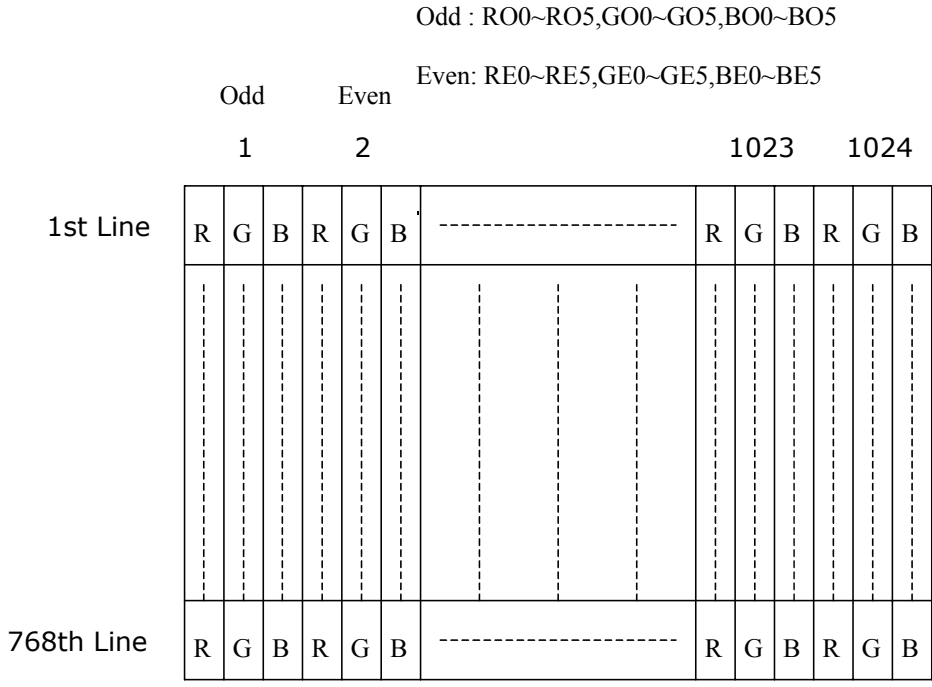 Odd : RO0~RO5,GO0~GO5,BO0~BO5
Even: RE0~RE5,GE0~GE5,BE0~BE5
Odd Even
1 2 1023 1024
1st Line R G B R G B R G B R G B
768th Line R G B R G B R G B R G B